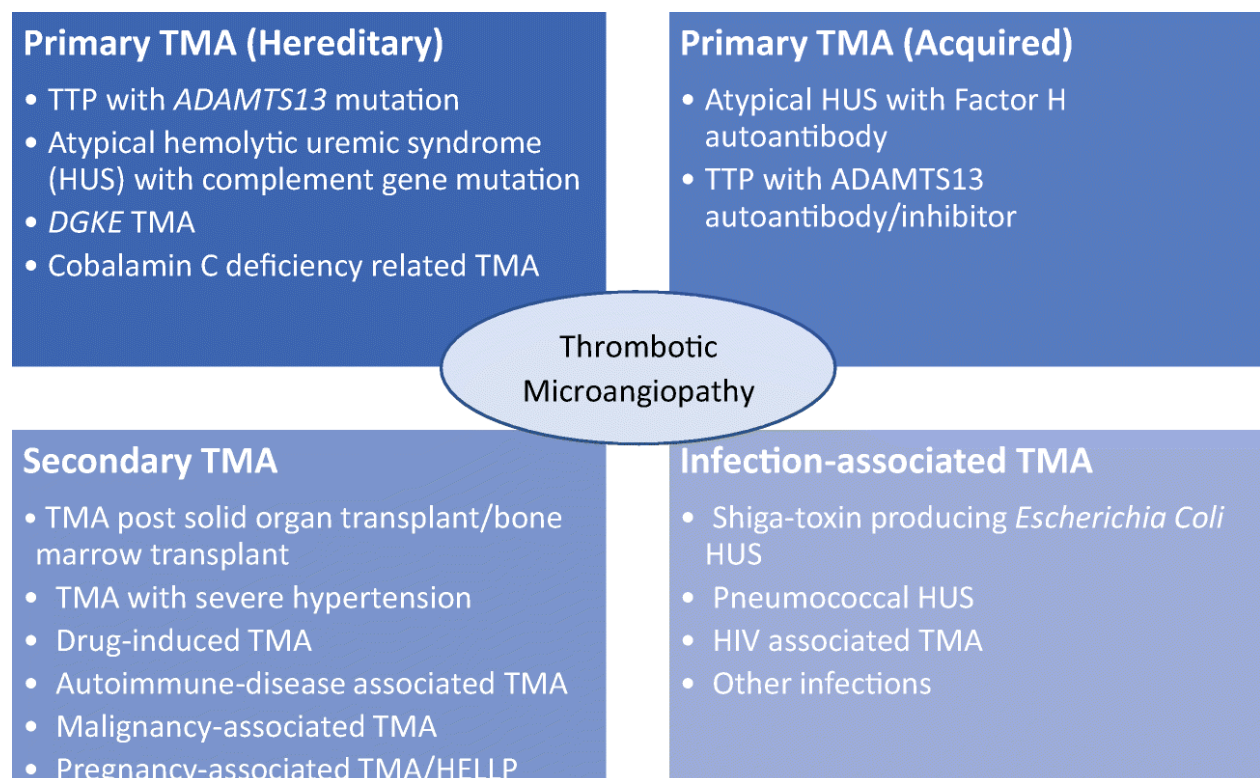 Primary TMA (Hereditary)
• TTP with ADAMTS13 mutation
• Atypical hemolytic uremic syndrome
(HUS) with complement gene mutation
• DGKE TMA
• Cobalamin C deficiency related TMA
Primary TMA (Acquired)
• Atypical HUS with Factor H
autoantibody
• TTP with ADAMTS13
autoantibody/inhibitor
Thrombotic
Microangiopathy
Secondary TMA
• TMA post solid organ transplant/bone
marrow transplant
• TMA with severe hypertension
• Drug-induced TMA
• Autoimmune-disease associated TMA
• Malignancy-associated TMA
• Pregnancy-associated TMA/HELLP
Infection-associated TMA
• Shiga-toxin producing Escherichia Coli
HUS
• Pneumococcal HUS
• HIV associated TMA
• Other infections